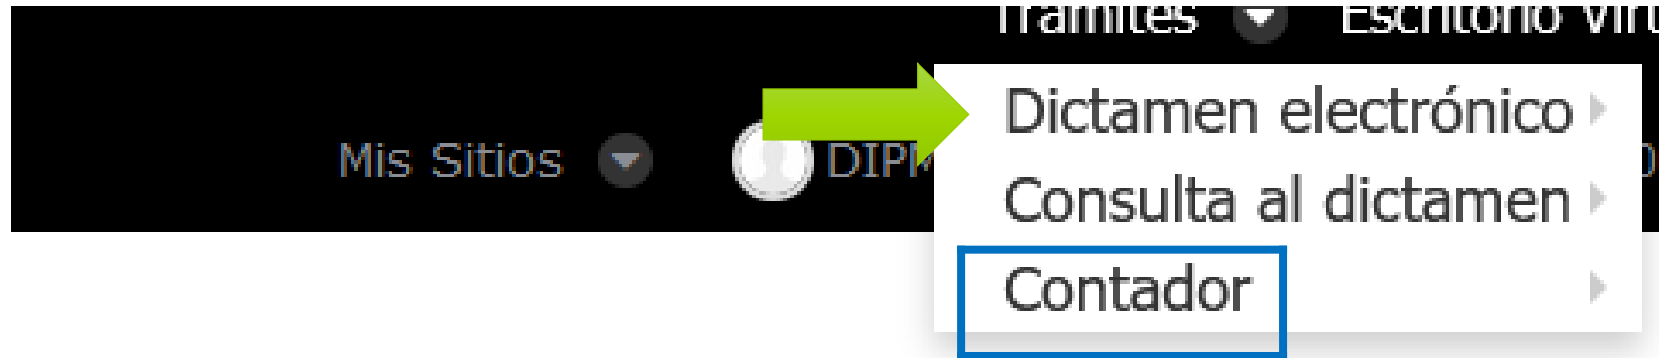 Trámites Escritorio
Dictamen electrónico
Mis Sitios
Consulta al dictamen
Contador